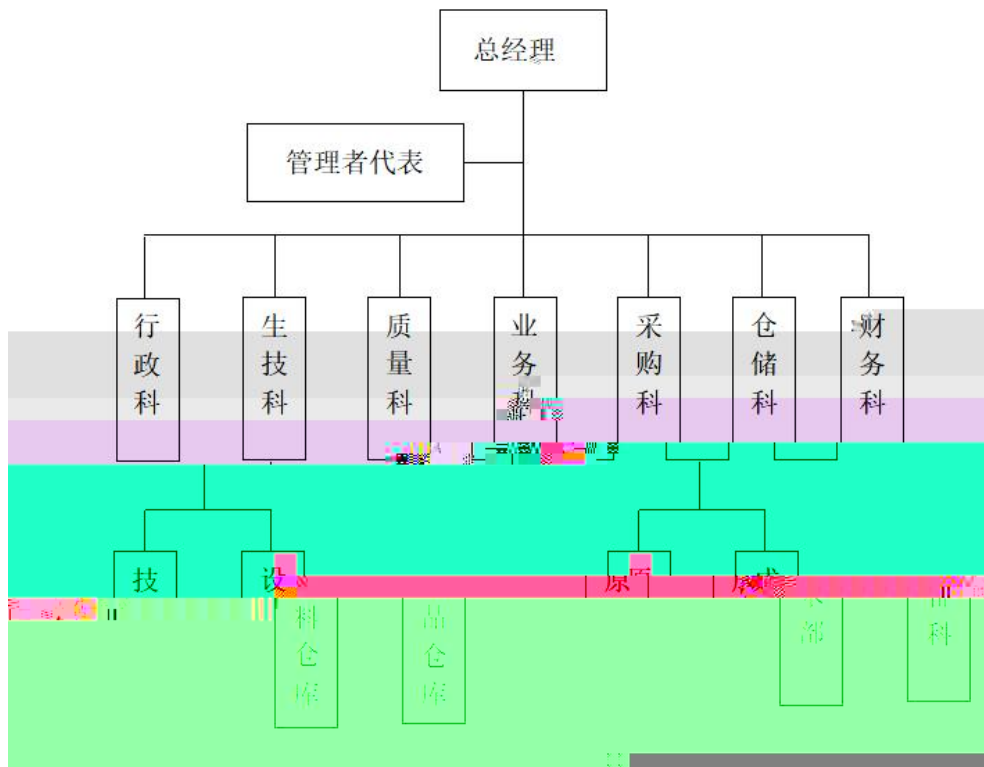 总经理
管理者代表
行政科
生技科
质量科
业务
采购科
仓储科
财务科
技
设
原
成
料仓库
品仓库
部
科